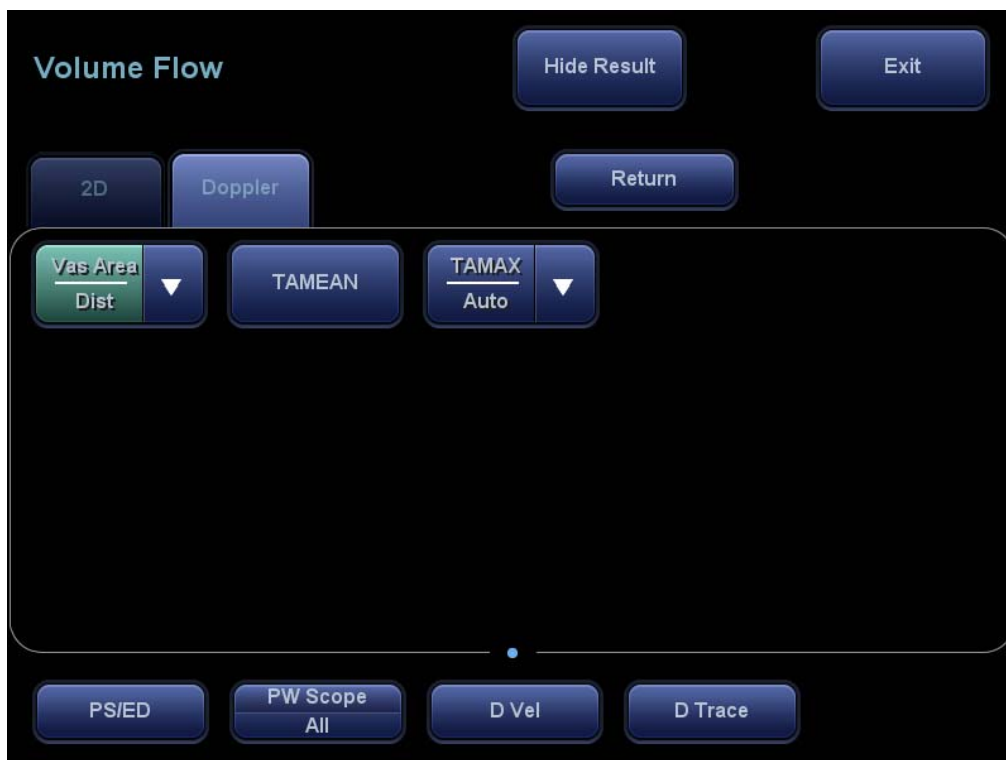 Volume Flow
Hide Result
Exit
2D
Doppler
Return
Vas Area
Dist
TAMEAN
TAMAX
Auto
PS/ED
PW Scope
All
D Vel
D Trace